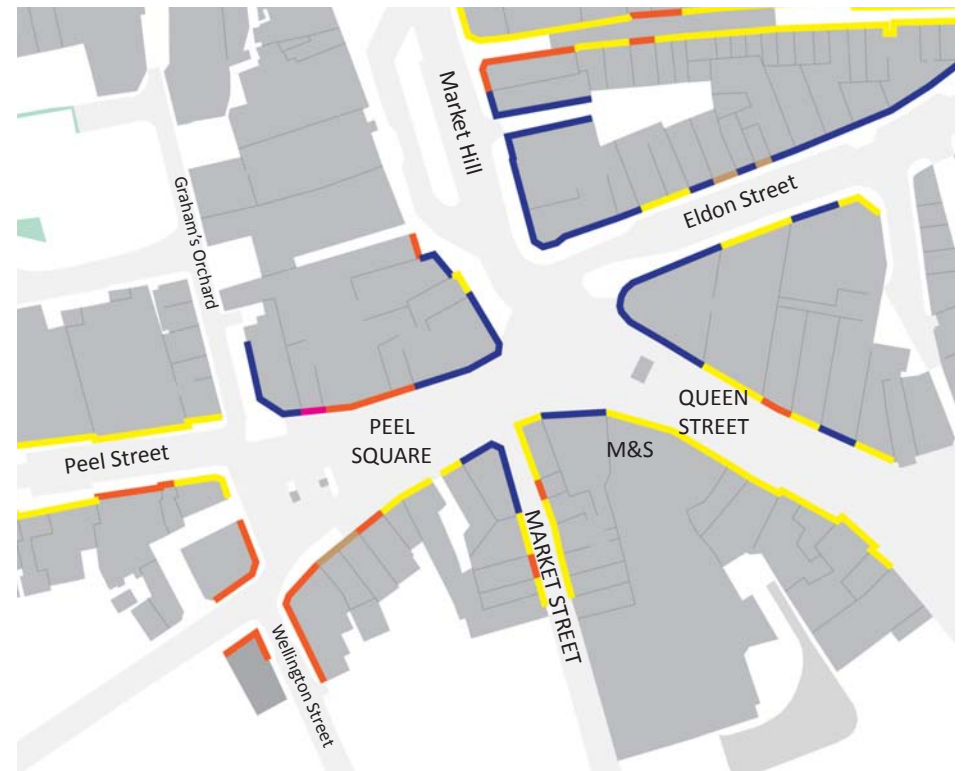 Market Hill
Graham's Orchard
Eldon Street
QUEEN
STREET
PEEL
SQUARE
M&S
Peel Street
MARKET STREET
Wellington Street